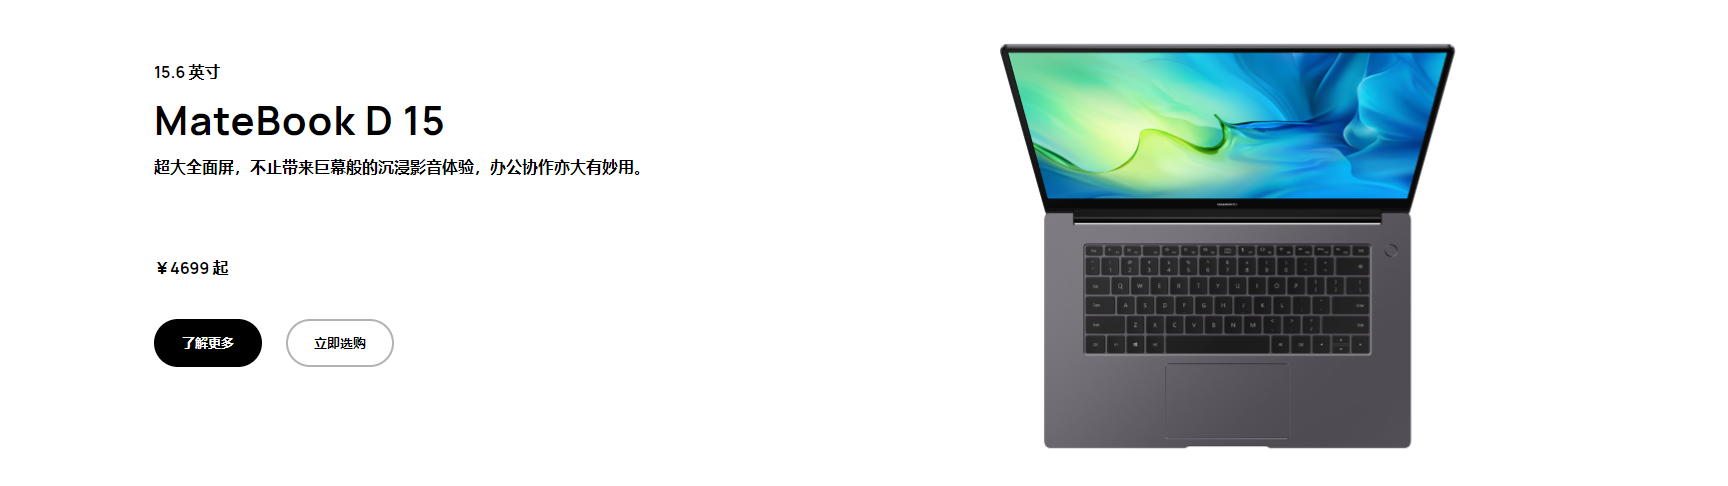 15.6 英寸
MateBook D 15
超大全面屏，不止带来巨幕般的沉浸影音体验，办公协作亦大有妙用。
￥4699 起
了解更多
立即选购
HUAWEI